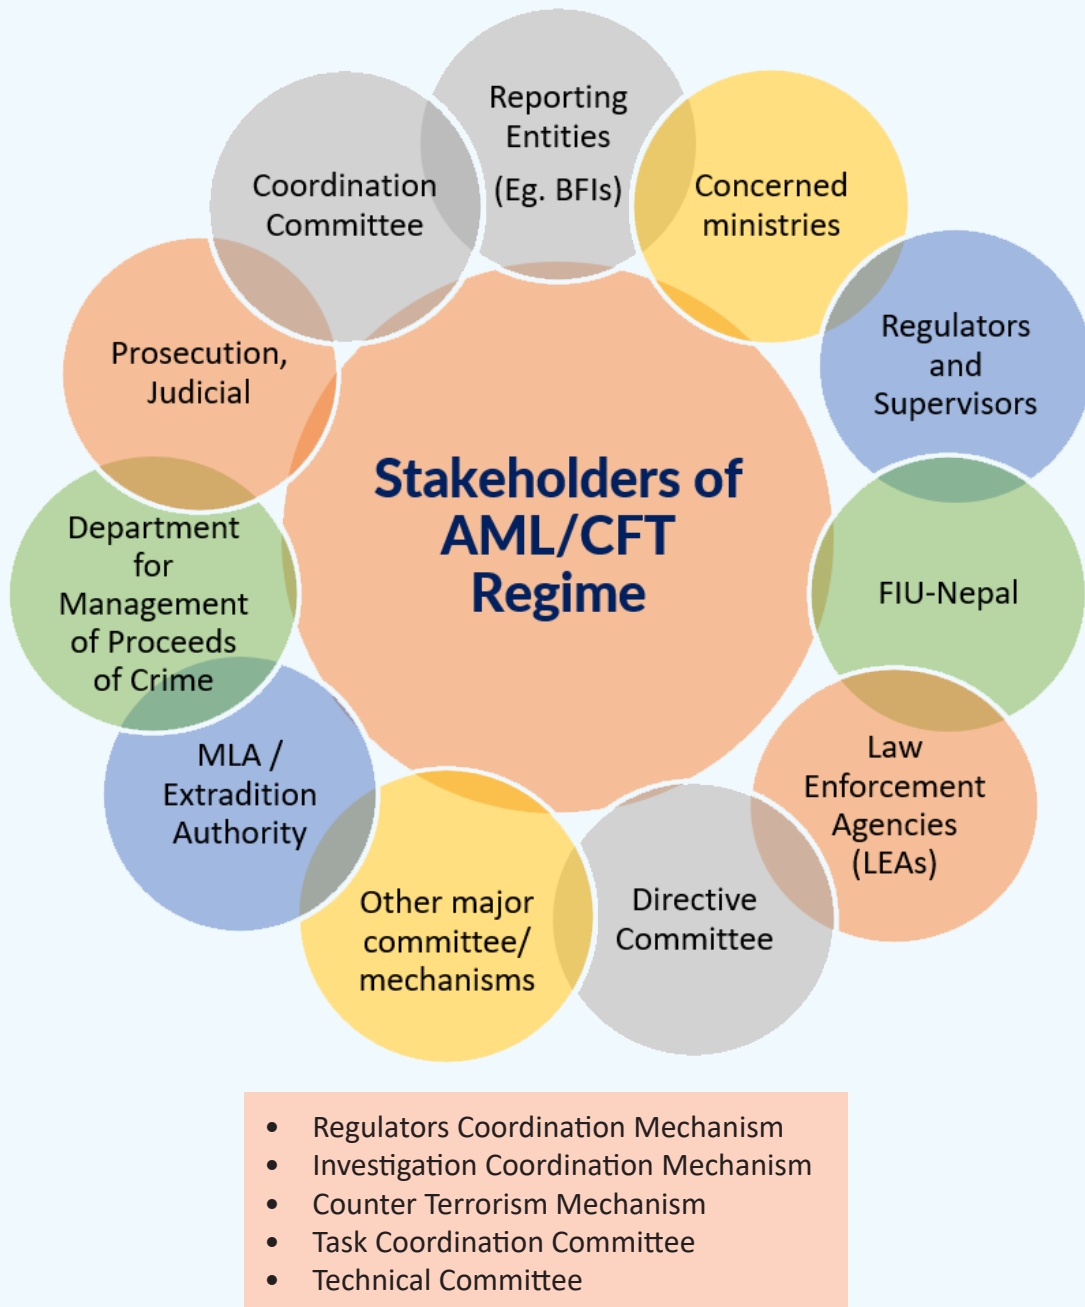 Reporting
Entities
(Eg. BFIs)
Concerned
ministries
Regulators
and
Supervisors
FIU-Nepal
Law
Enforcement
Agencies
(LEAs)
Directive
Committee
Other major
committee/
mechanisms
MLA /
Extradition
Authority
Department
for
Management
of Proceeds
of Crime
Prosecution,
Judicial
Coordination
Committee
Stakeholders of
AML/CFT
Regime
• Regulators Coordination Mechanism
• Investigation Coordination Mechanism
• Counter Terrorism Mechanism
• Task Coordination Committee
• Technical Committee